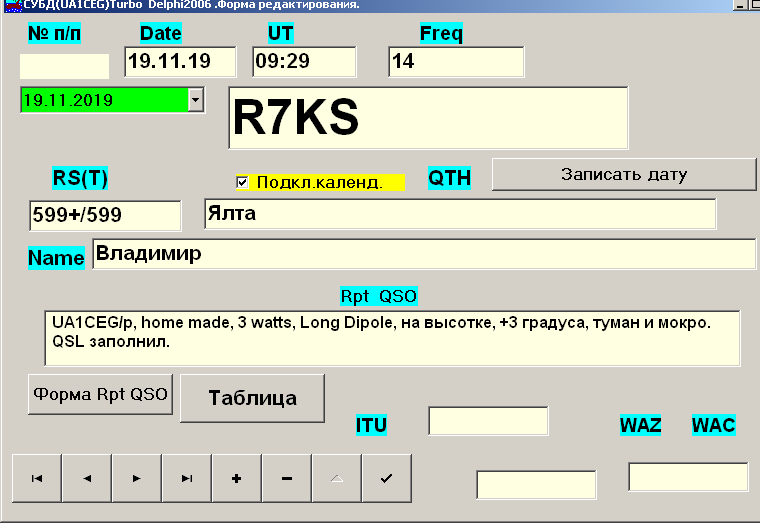 СУБД(UA1CEG)Turbo Delphi2006 .Форма редактирования.
№ п/п Date UT Freq
19.11.19 09:29 14
19.11.2019
R7KS
RS(T) Подкл.календ. QTH Записать дату
599+/599 Ялта
Name Владимир
Rpt QSO
UA1CEG/p, home made, 3 watts, Long Dipole, на высотке, +3 градуса, туман и мокро.
QSL заполнил.
Форма Rpt QSO Таблица
ITU WAZ WAC